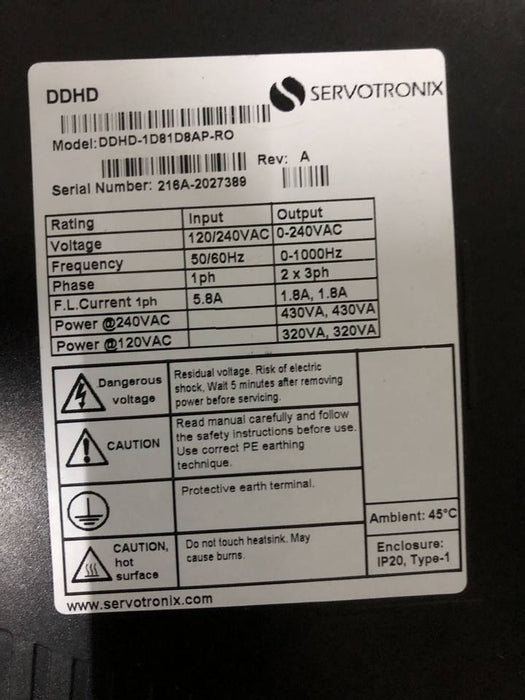 DDHD
SERVOTRONIX
Model:DDHD-1D81D8AP-RO
Rev: A
Serial Number: 216A-2027389
Rating Input Output
Voltage 120/240VAC 0-240VAC
Frequency 50/60Hz 0-1000Hz
Phase 1ph 2 x 3ph
F.L.Current 1ph 5.8A 1.8A, 1.8A
Power @240VAC 430VA, 430VA
Power @120VAC 320VA, 320VA
Dangerous
voltage
Residual voltage. Risk of electric
shock. Wait 5 minutes after removing
power before servicing.
CAUTION
Read manual carefully and follow
the safety instructions before use.
Use correct PE earthing
technique.
Protective earth terminal.
Ambient: 45°C
CAUTION,
hot
surface
Do not touch heatsink. May
cause burns.
Enclosure:
IP20, Type-1
www.servotronix.com